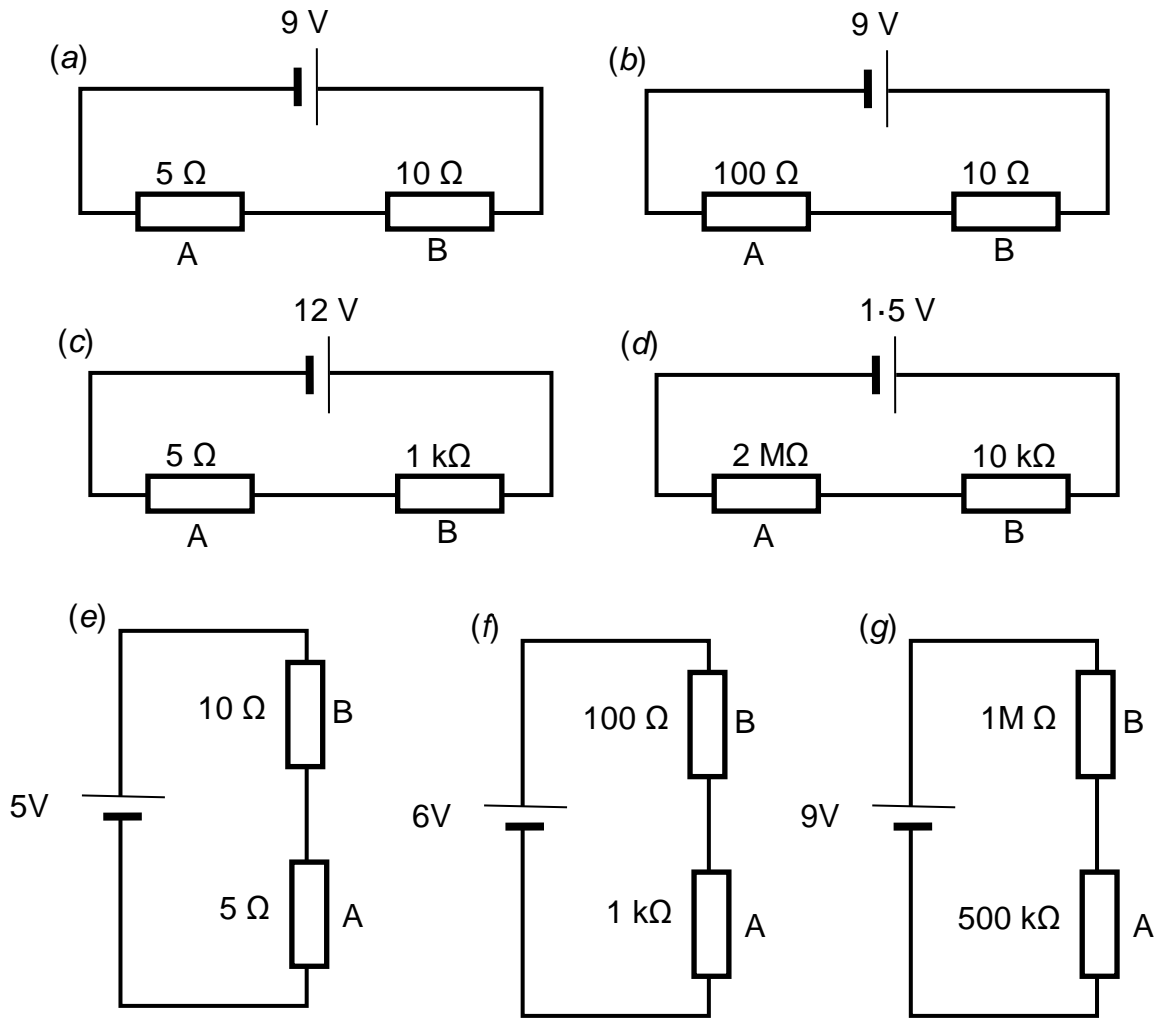 (a)
9 V
5 Ω 10 Ω
A B
(b)
9 V
100 Ω 10 Ω
A B
(c)
12 V
5 Ω 1 kΩ
A B
(d)
1·5 V
2 MΩ 10 kΩ
A B
(e)
10 Ω B
5V
5 Ω A
(f)
100 Ω B
6V
1 kΩ A
(g)
1M Ω B
9V
500 kΩ A